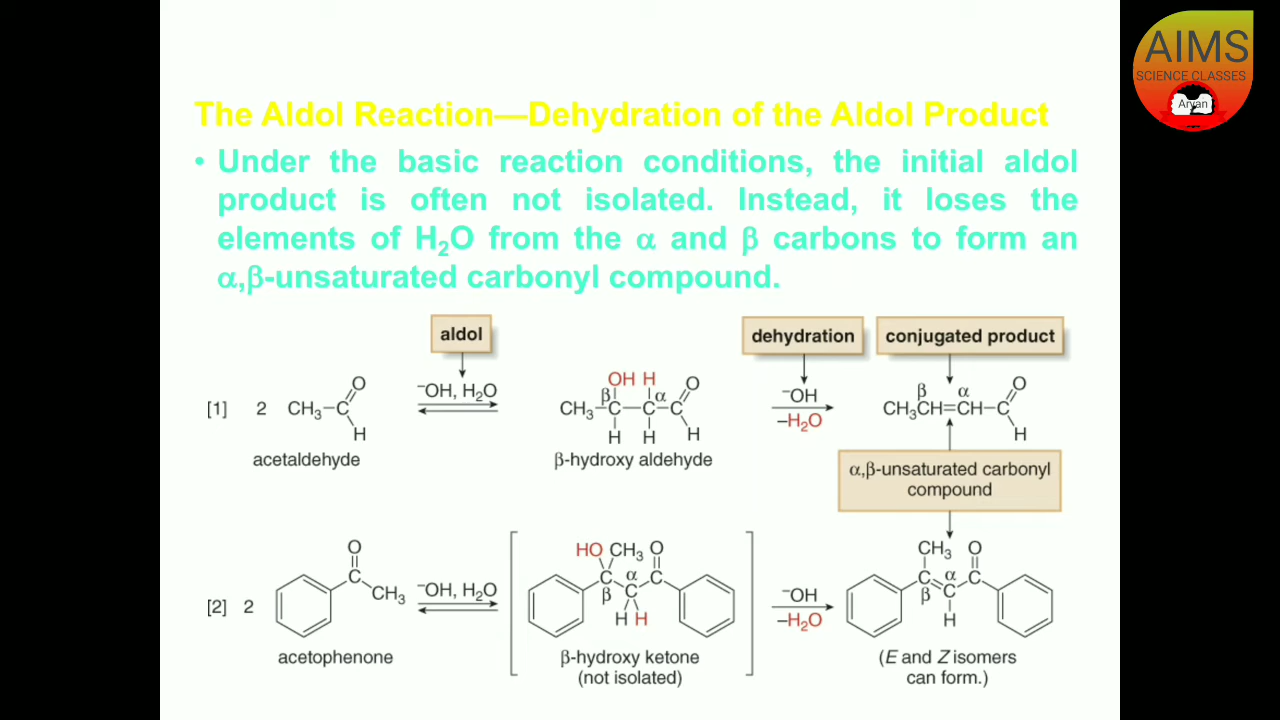 AIMS
SCIENCE CLASSES
Aryan
The Aldol Reaction—Dehydration of the Aldol Product
• Under the basic reaction conditions, the initial aldol
product is often not isolated. Instead, it loses the
elements of H₂O from the α and β carbons to form an
α,β-unsaturated carbonyl compound.
aldol
dehydration
conjugated product
[1] 2 CH₃–C O H
⁻OH, H₂O
OH H O
β α
CH₃–C–C–C
H H H
⁻OH
–H₂O
β α O
CH₃CH=CH–C
H
acetaldehyde
β-hydroxy aldehyde
α,β-unsaturated carbonyl
compound
[2] 2
O
C
CH₃
⁻OH, H₂O
HO CH₃ O
C α C
β C
H H
⁻OH
–H₂O
CH₃ O
C α C
β C
H
acetophenone
β-hydroxy ketone
(not isolated)
(E and Z isomers
can form.)